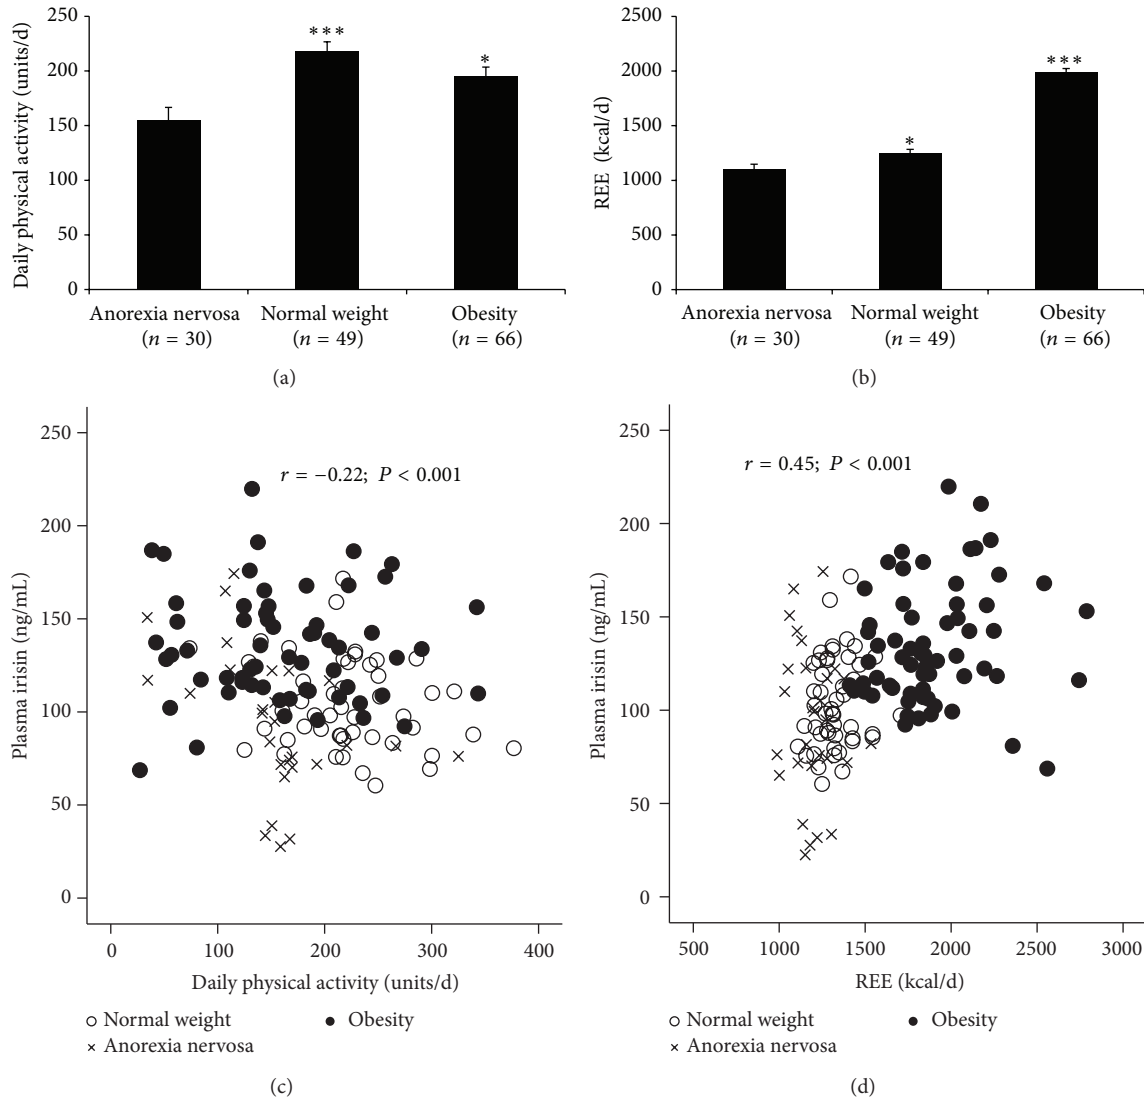 250
200
150
100
50
0
Daily physical activity (units/d)
***
*
Anorexia nervosa
(n = 30)
Normal weight
(n = 49)
Obesity
(n = 66)
(a)
2500
2000
1500
1000
500
0
REE (kcal/d)
*
***
Anorexia nervosa
(n = 30)
Normal weight
(n = 49)
Obesity
(n = 66)
(b)
250
200
150
100
50
0
Plasma irisin (ng/mL)
r = −0.22; P < 0.001
0 100 200 300 400
Daily physical activity (units/d)
Normal weight
Obesity
Anorexia nervosa
(c)
250
200
150
100
50
0
Plasma irisin (ng/mL)
r = 0.45; P < 0.001
500 1000 1500 2000 2500 3000
REE (kcal/d)
Normal weight
Obesity
Anorexia nervosa
(d)